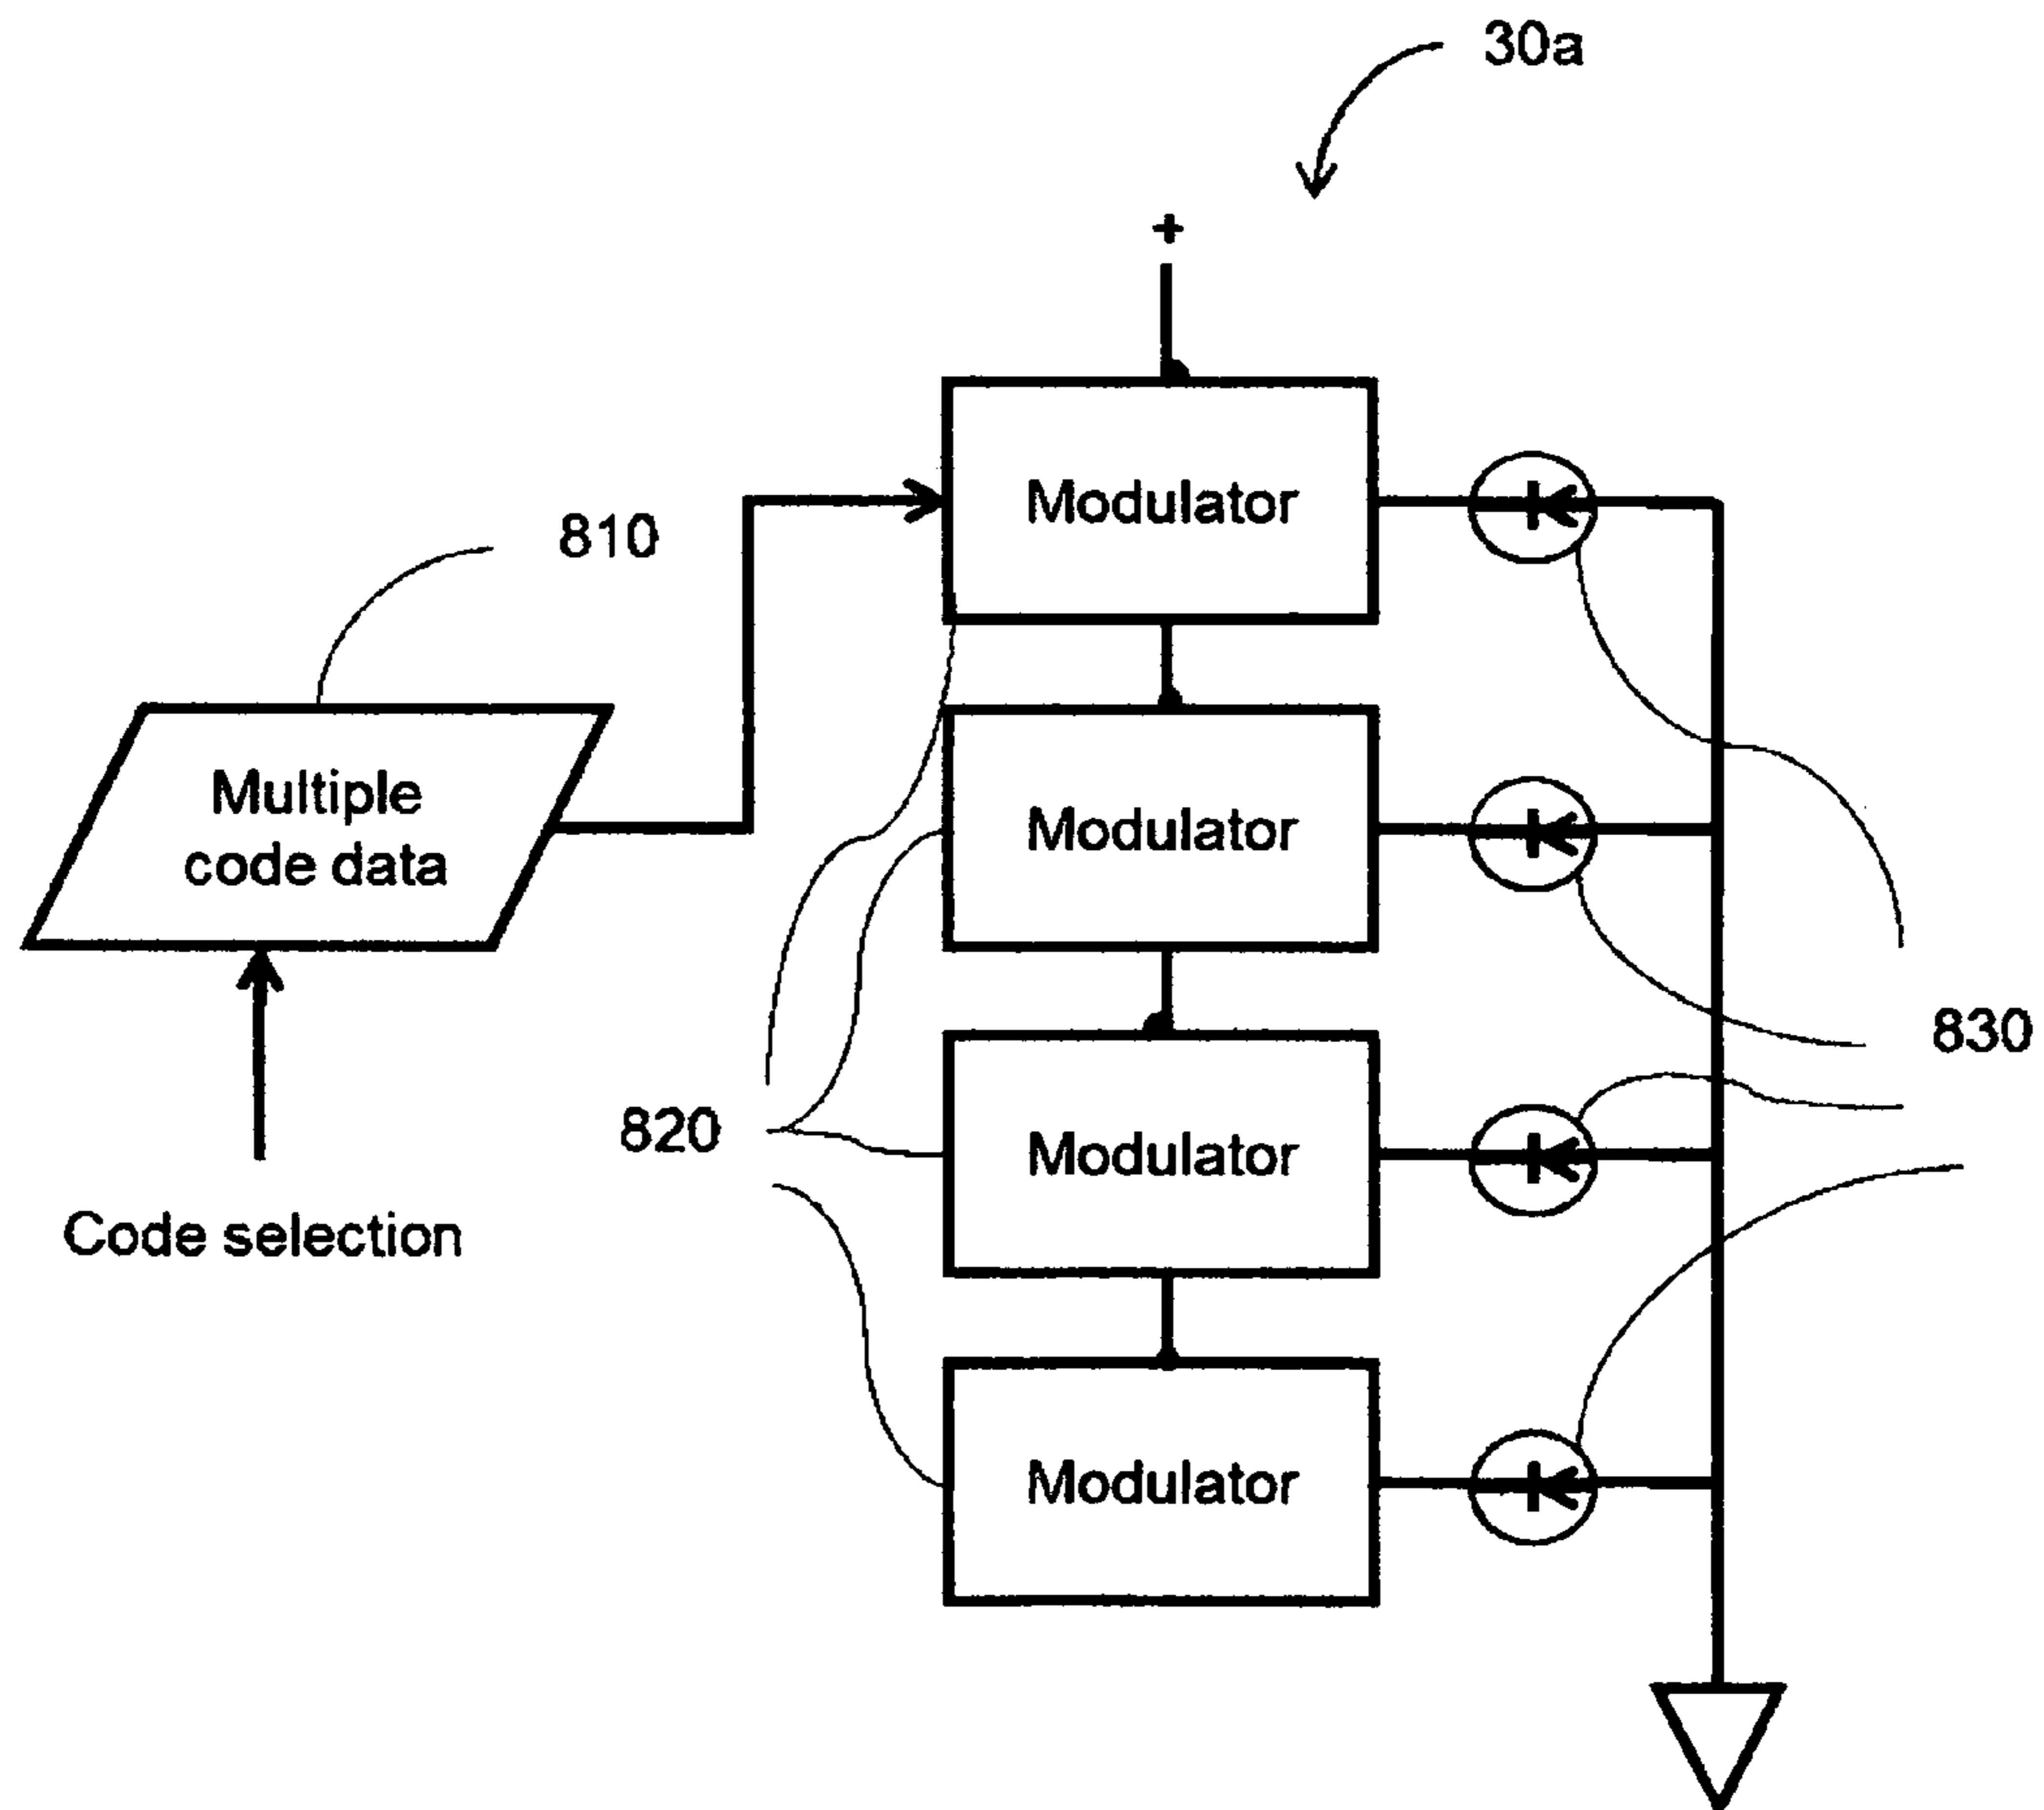 30a
+
Modulator
810
Multiple
code data
Modulator
830
820
Modulator
Code selection
Modulator